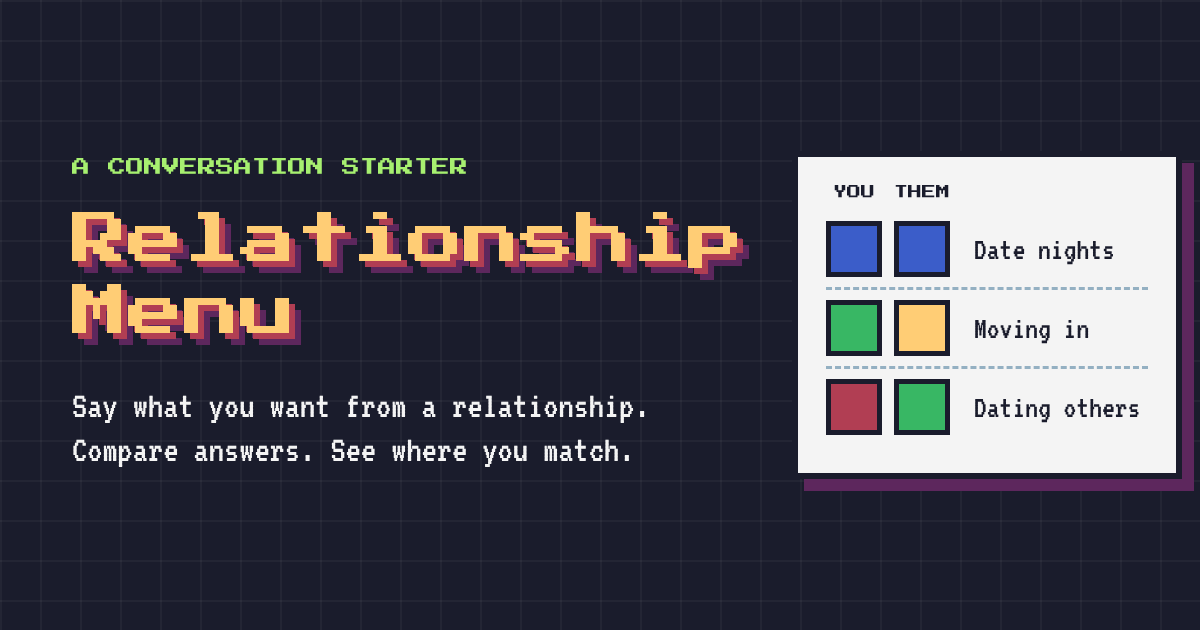 A CONVERSATION STARTER
Relationship
Menu
Say what you want from a relationship.
Compare answers. See where you match.
YOU THEM
Date nights
Moving in
Dating others